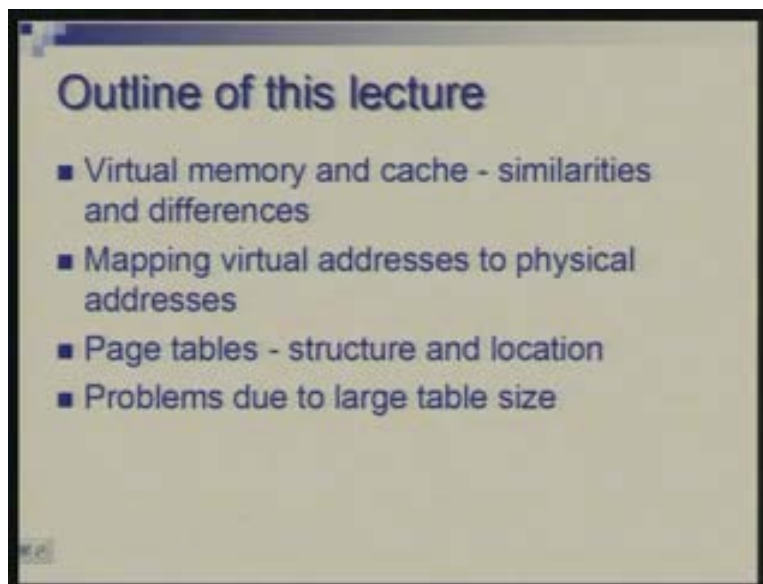 Outline of this lecture
■ Virtual memory and cache - similarities
and differences
■ Mapping virtual addresses to physical
addresses
■ Page tables - structure and location
■ Problems due to large table size